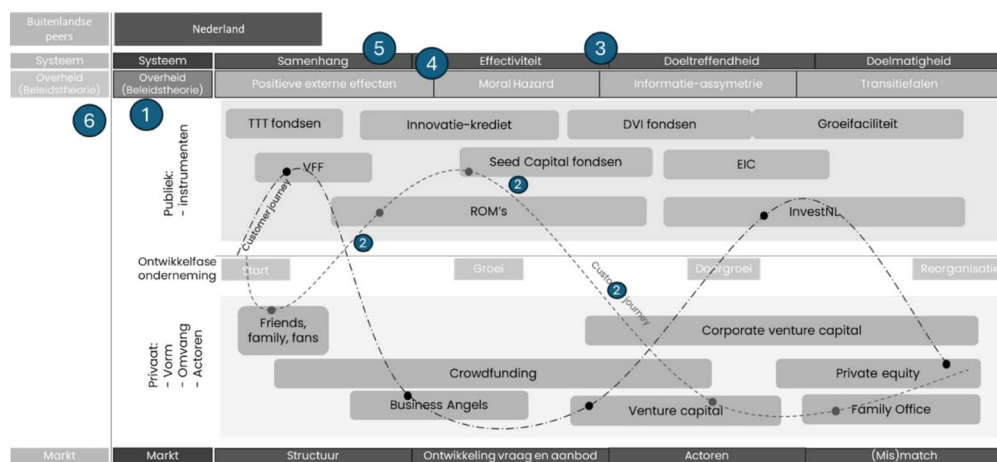 Buitenlandse
peers
Nederland
5
3
Systeem
Systeem
Samenhang
Effectiviteit
Doeltreffendheid
Doelmatigheid
4
Overheid
(Beleidstheorie)
Overheid
(Beleidstheorie)
Positieve externe effecten
Moral Hazard
Informatie-assymetrie
Transitiefalen
6
1
TTT fondsen
Innovatie-krediet
DVI fondsen
Groeifaciliteit
Publiek:
- instrumenten
VFF
Seed Capital fondsen
EIC
2
ROM's
InvestNL
Customerjourney
2
Ontwikkelfase
onderneming
Start
Groei
Doorgroei
Reorganisatie
2
Customerjourney
Privaat:
- Vorm
- Omvang
- Actoren
Friends,
family, fans
Corporate venture capital
Crowdfunding
Private equity
Business Angels
Venture capital
Family Office
Markt
Markt
Structuur
Ontwikkeling vraag en aanbod
Actoren
(Mis)match